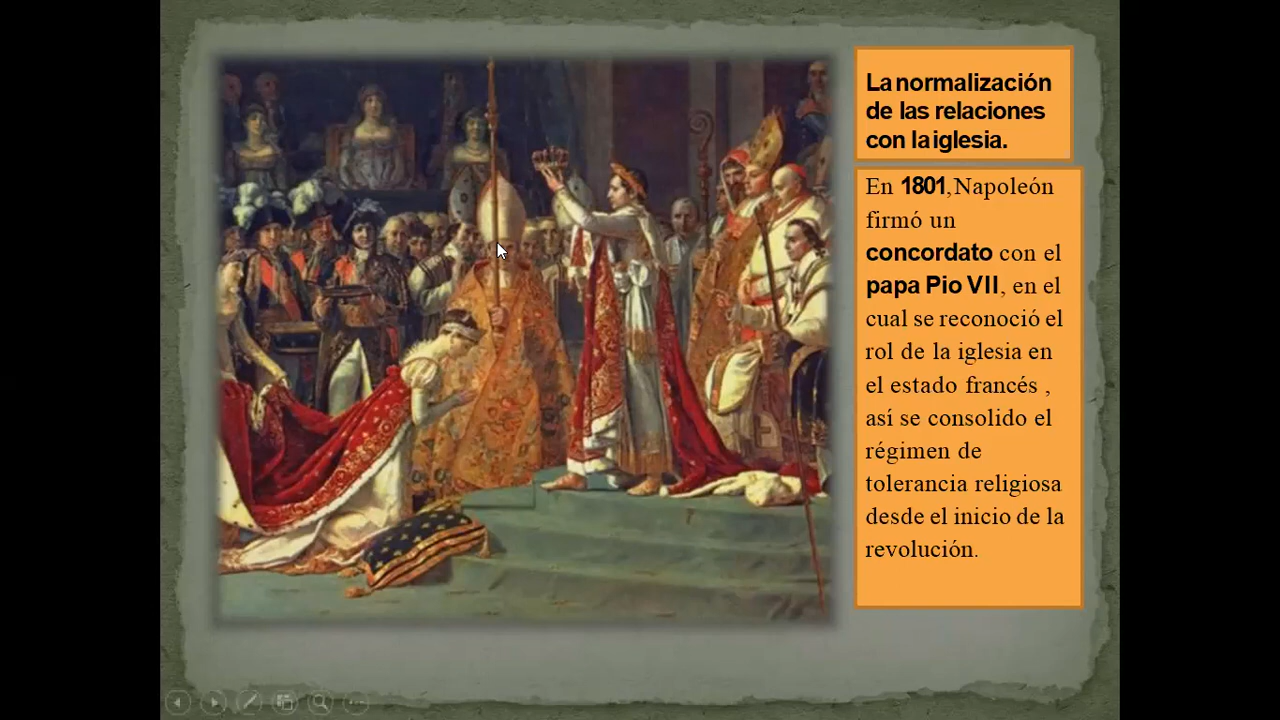 La normalización
de las relaciones
con la iglesia.
En 1801, Napoleón
firmó un
concordato con el
papa Pio VII, en el
cual se reconoció el
rol de la iglesia en
el estado francés ,
así se consolido el
régimen de
tolerancia religiosa
desde el inicio de la
revolución.